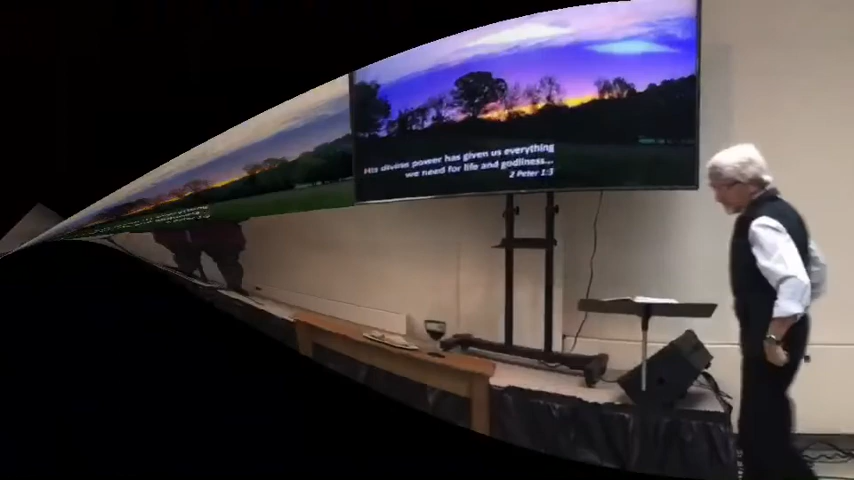 His divine power has given us everything
we need for life and godliness...
2 Peter 1:3